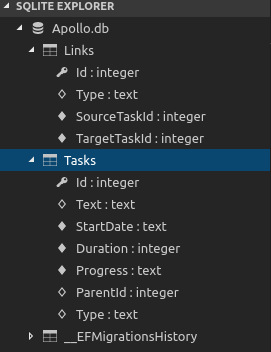 SQLITE EXPLORER
Apollo.db
Links
Id : integer
Type : text
SourceTaskId : integer
TargetTaskId : integer
Tasks
Id : integer
Text : text
StartDate : text
Duration : integer
Progress : text
ParentId : integer
Type : text
__EFMigrationsHistory